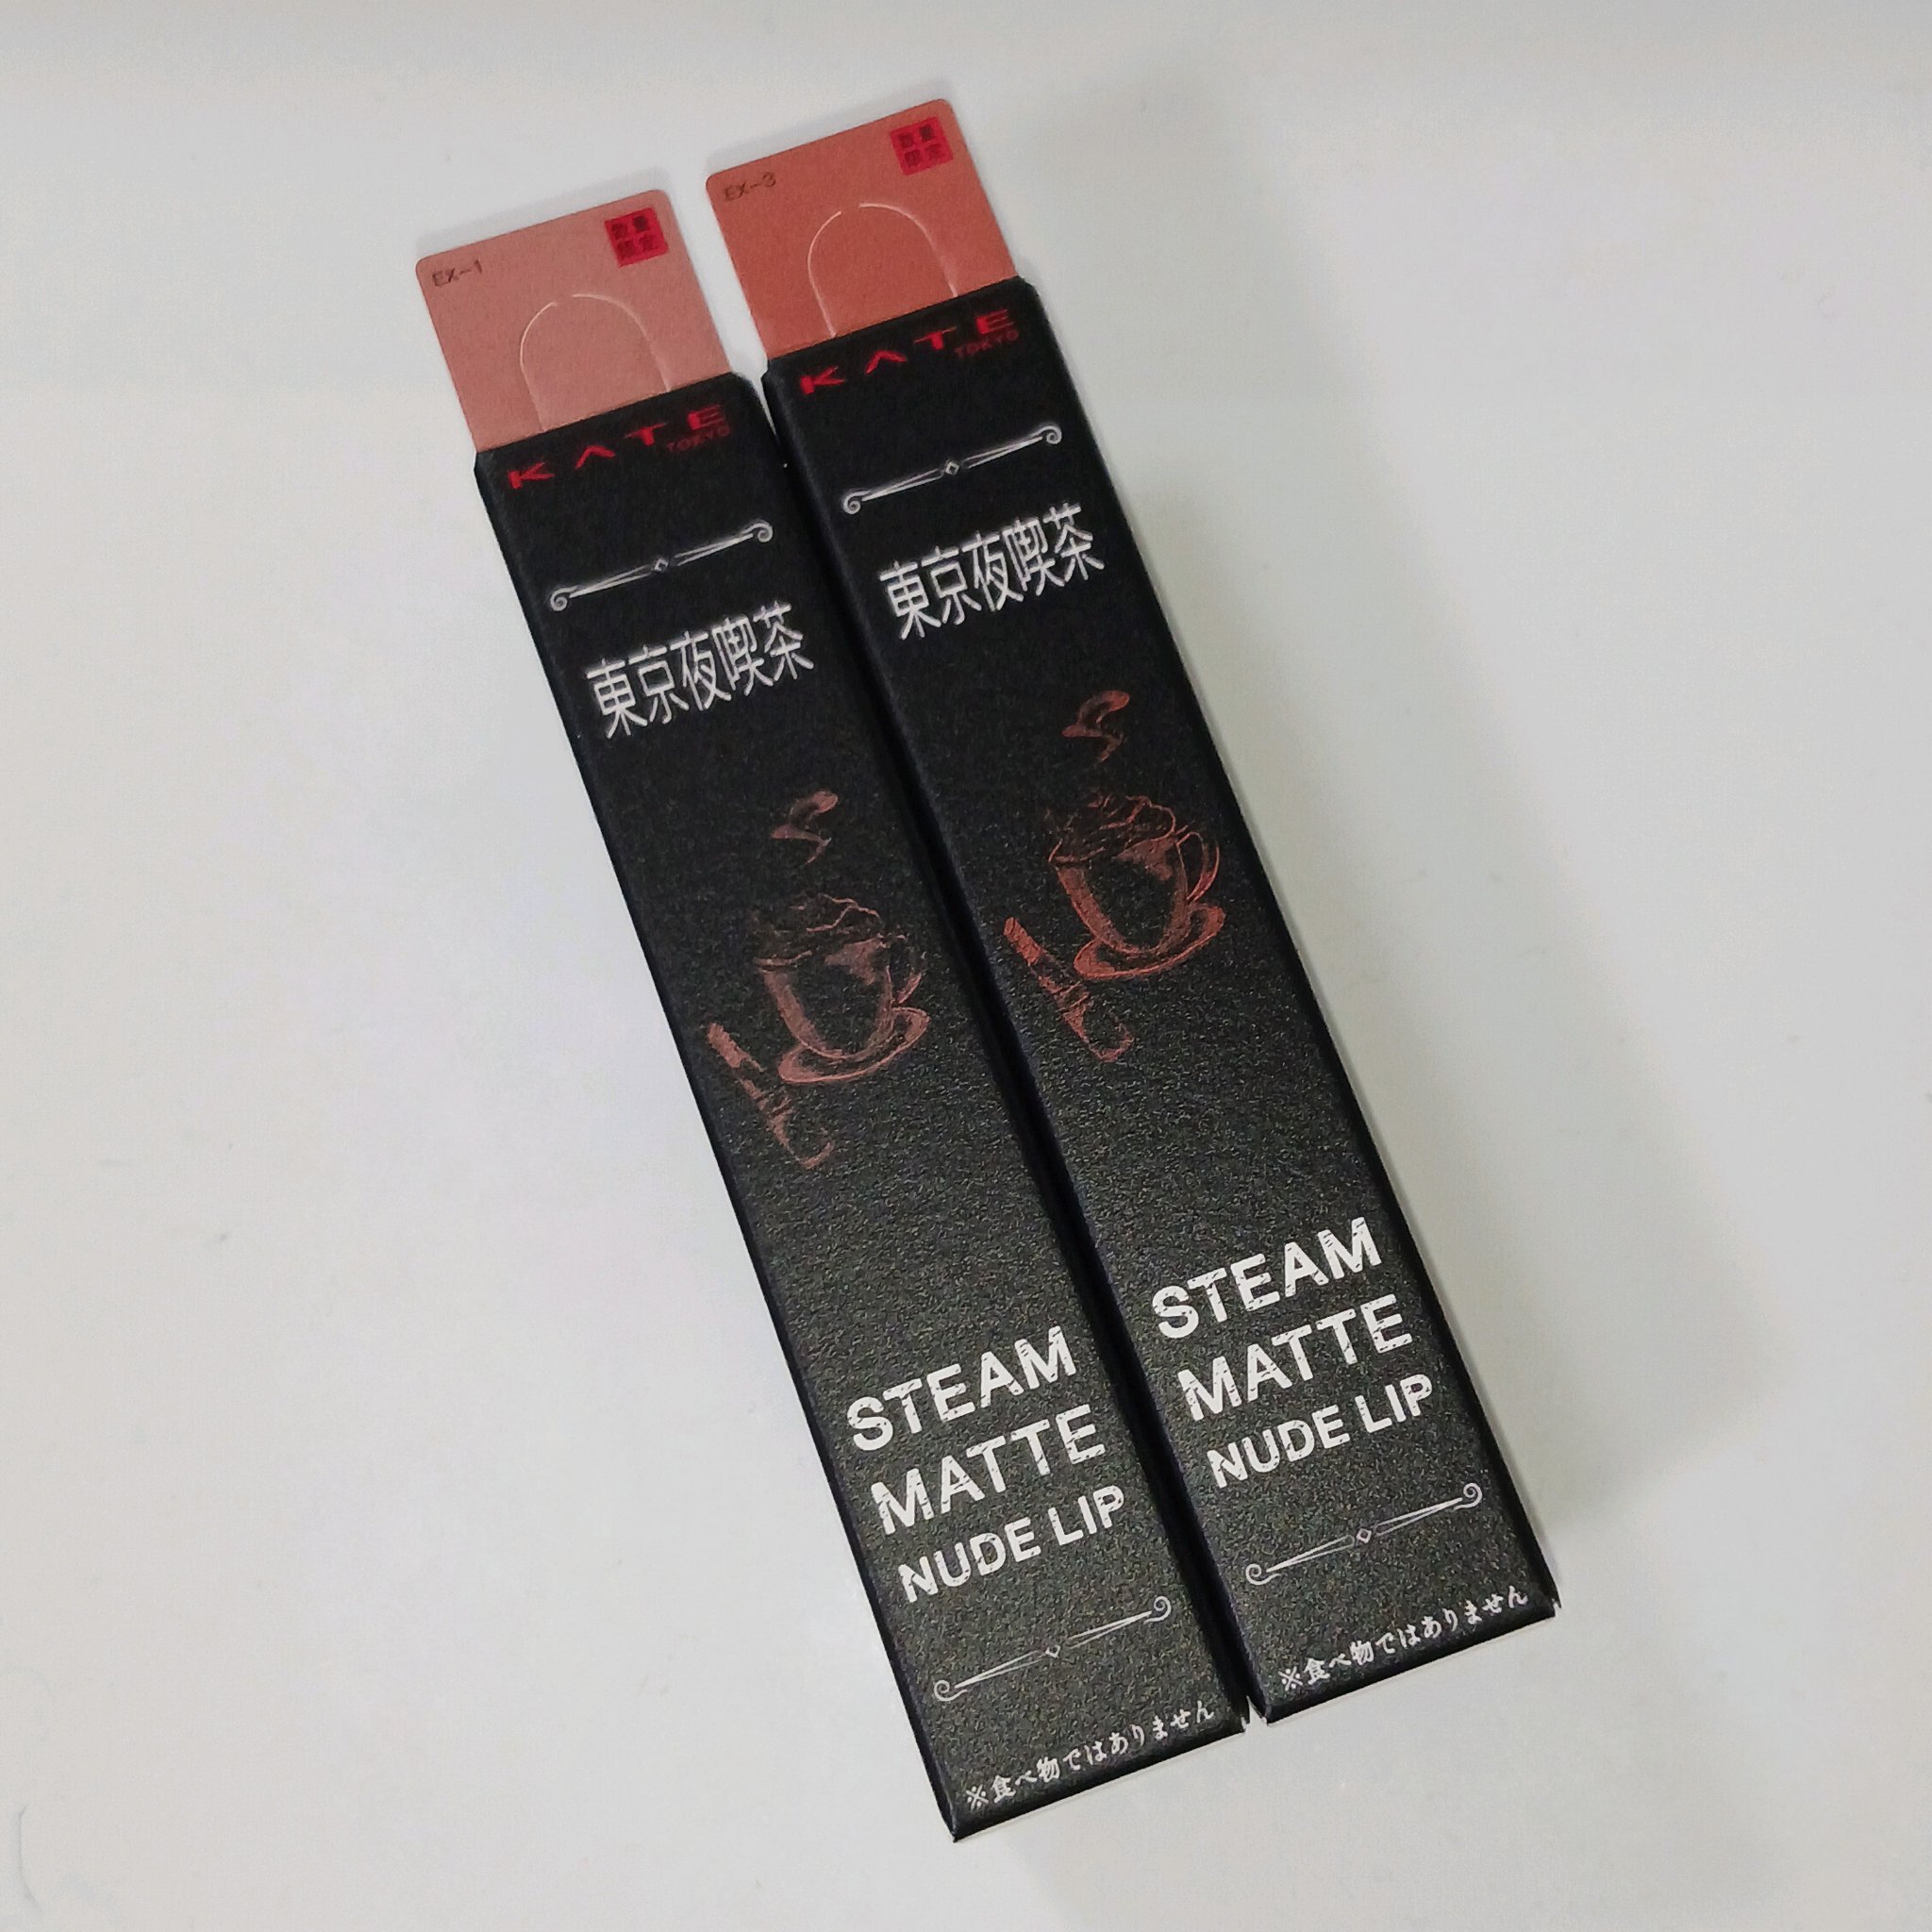 EX-1
数量
限定
KATE
TOKYO
東京夜喫茶
STEAM
MATTE
NUDE LIP
※食べ物ではありません
EX-3
数量
限定
KATE
TOKYO
東京夜喫茶
STEAM
MATTE
NUDE LIP
※食べ物ではありません